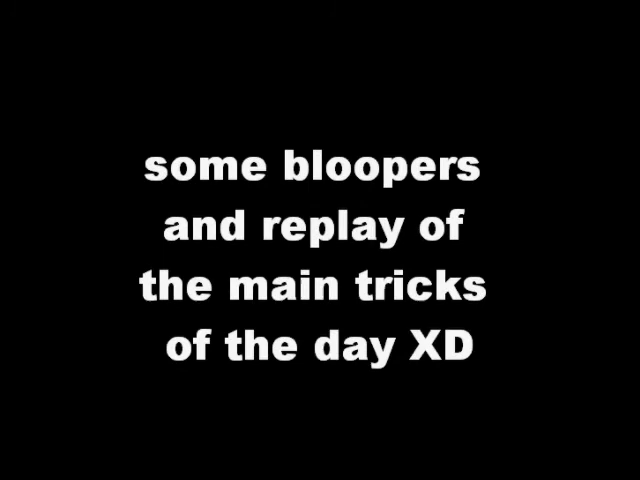 some bloopers
and replay of
the main tricks
of the day XD